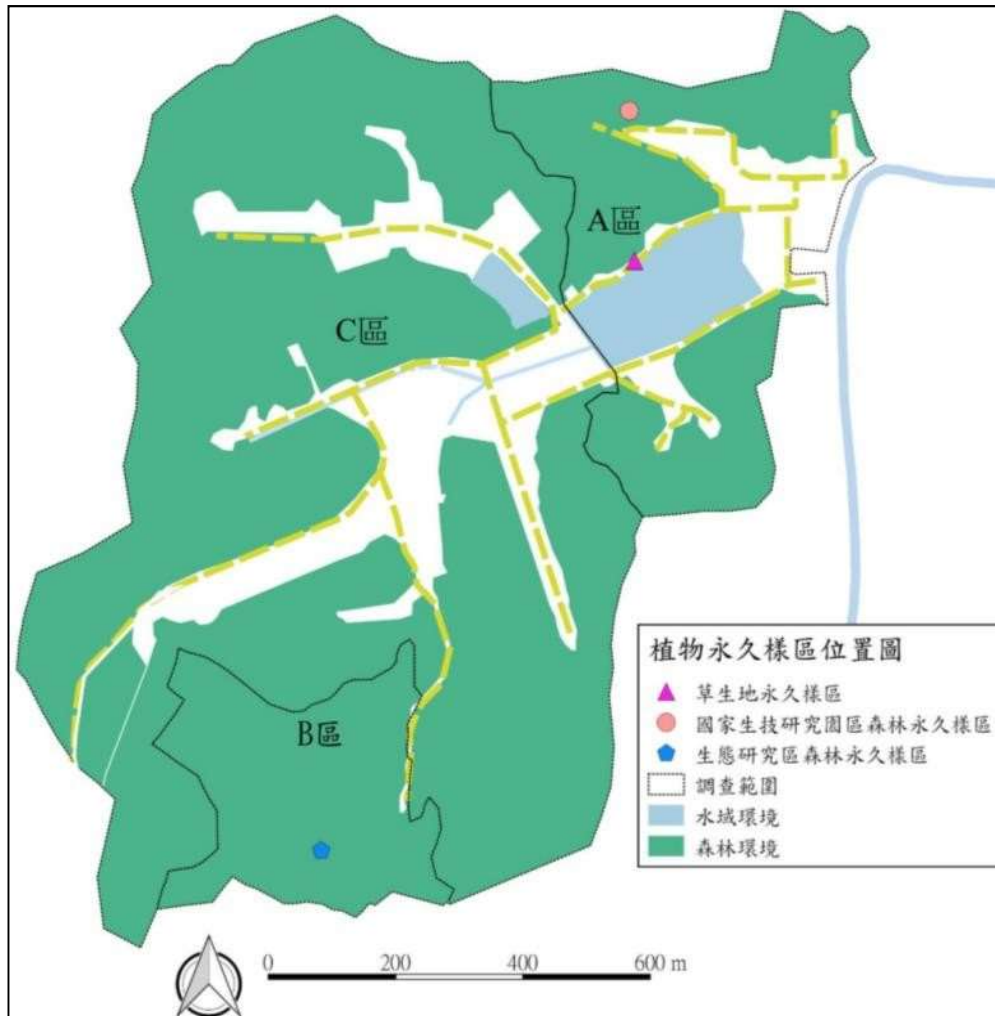 A區
C區
B區
植物永久樣區位置圖
草生地永久樣區
國家生技研究園區森林永久樣區
生態研究區森林永久樣區
調查範圍
水域環境
森林環境
0 200 400 600 m